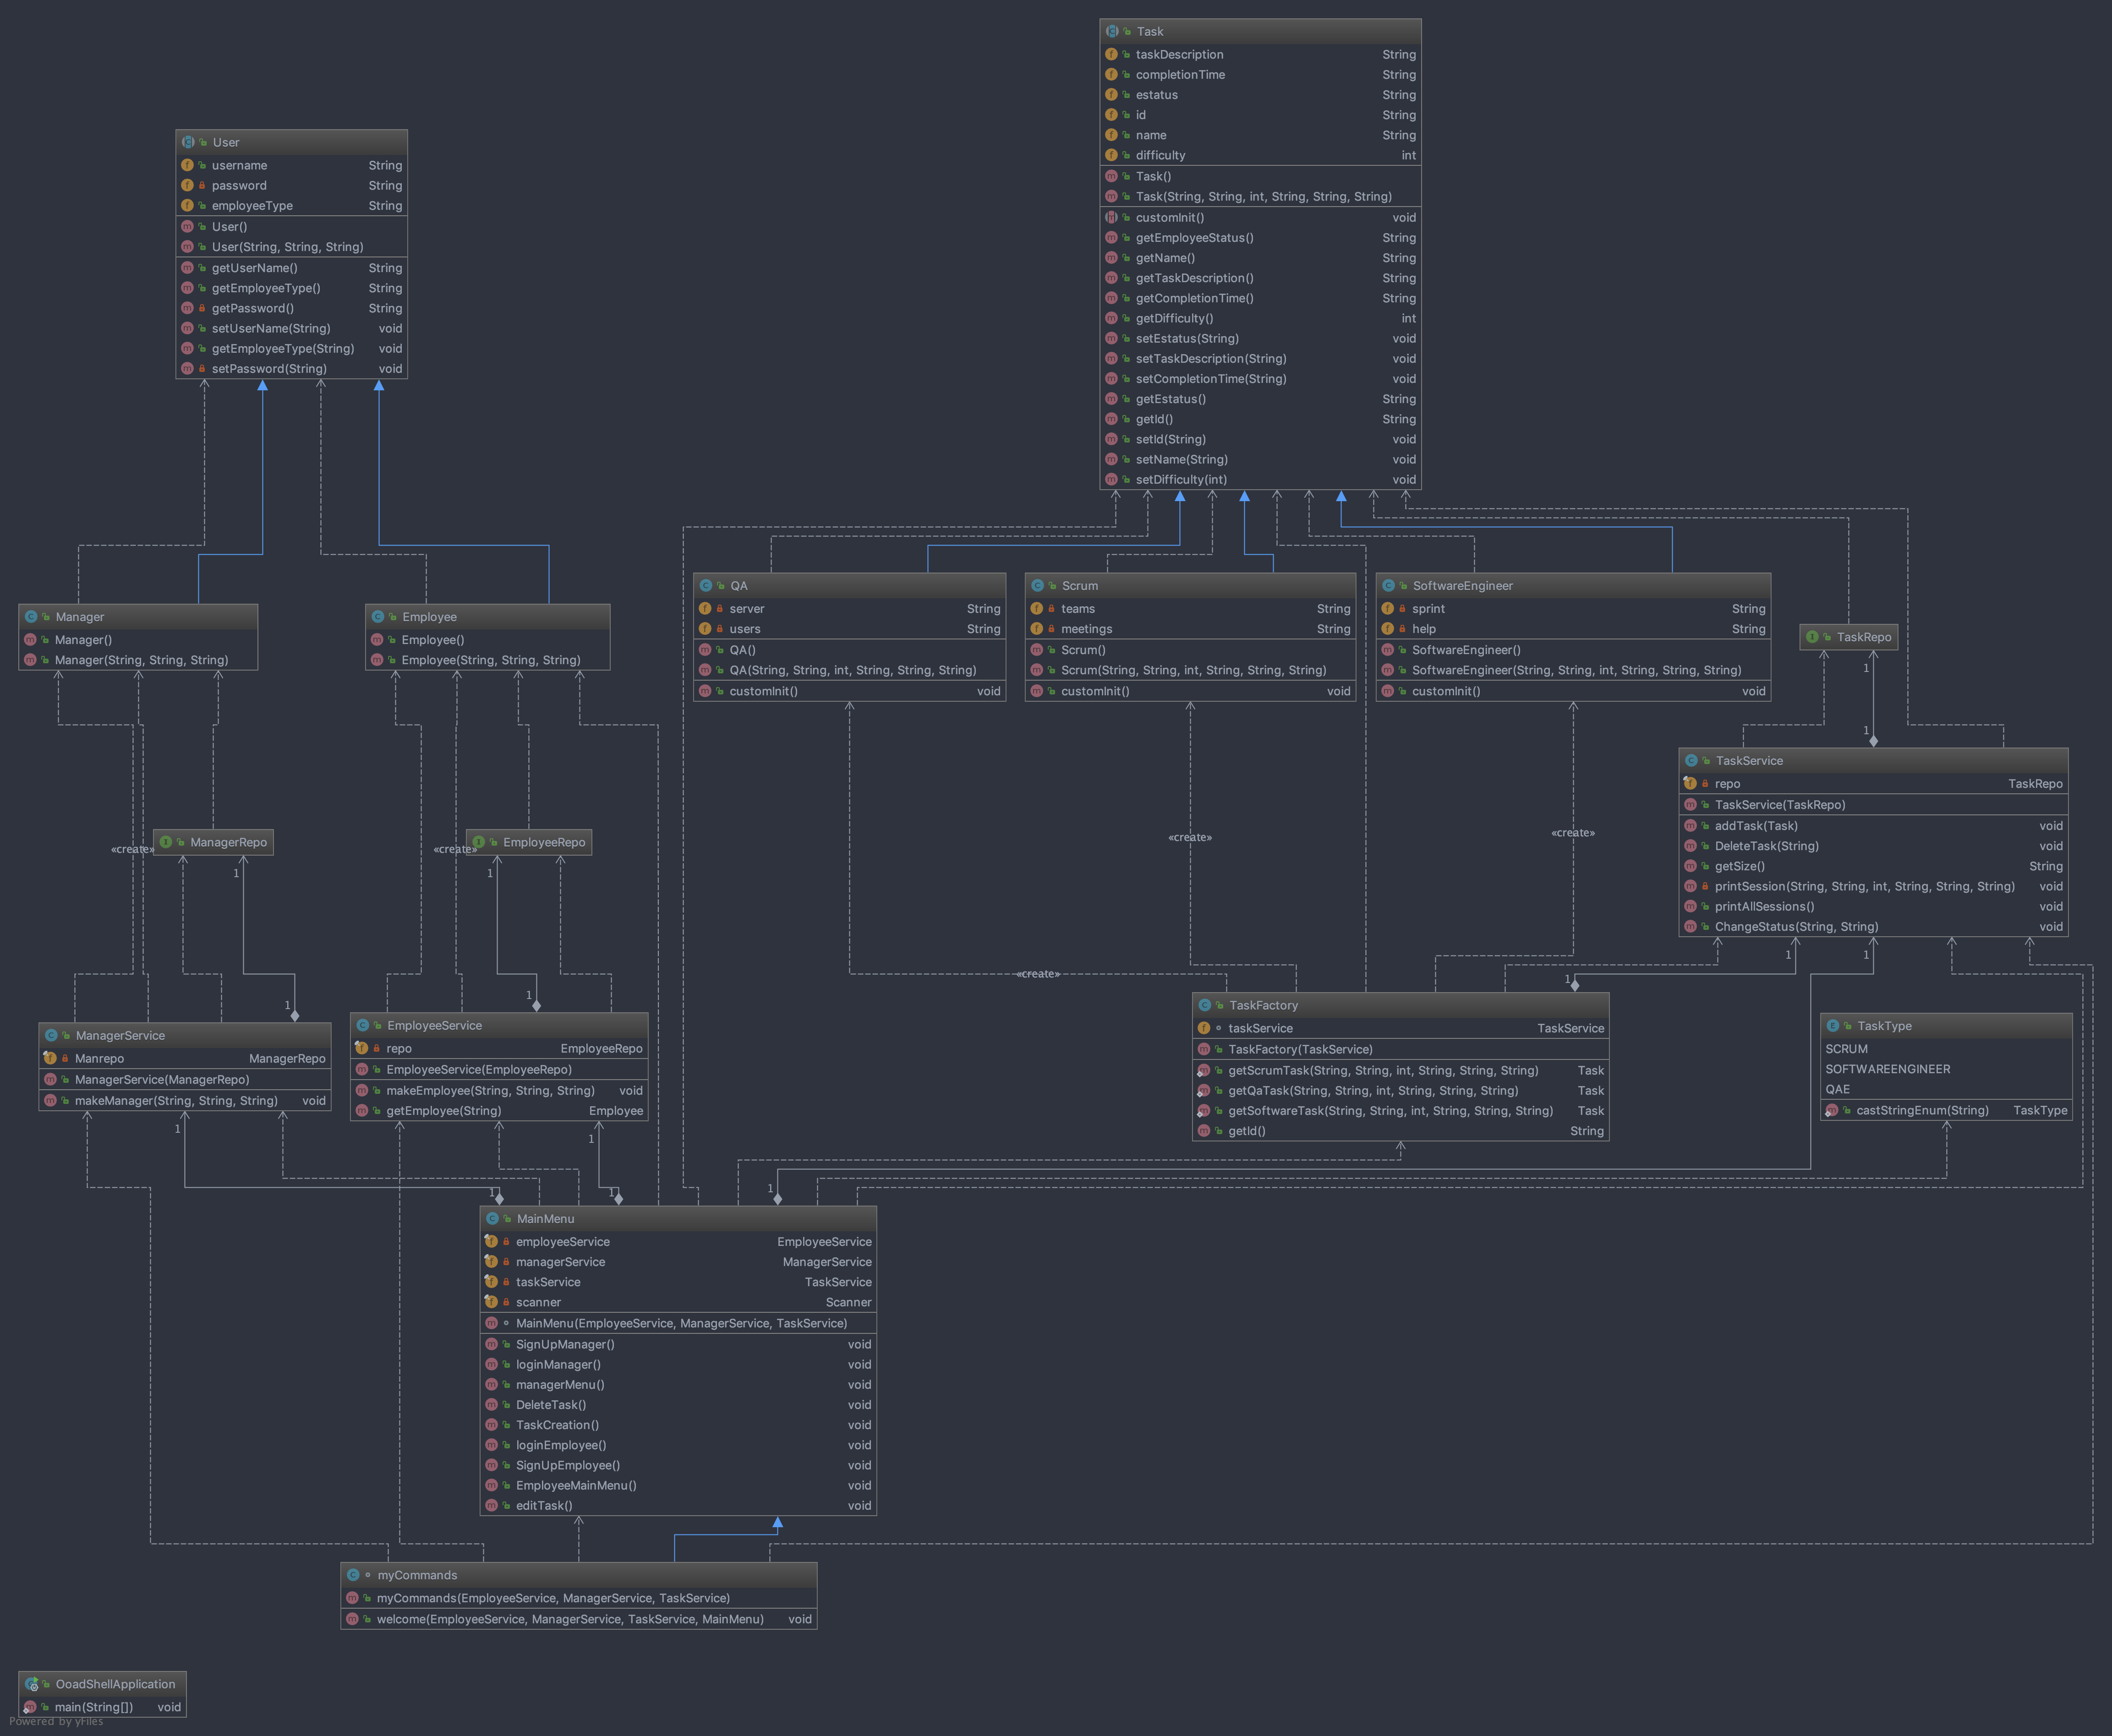 Task
taskDescription String
completionTime String
estatus String
id String
name String
difficulty int
Task()
Task(String, String, int, String, String, String)
customInit() void
getEmployeeStatus() String
getName() String
getTaskDescription() String
getCompletionTime() String
getDifficulty() int
setEstatus(String) void
setTaskDescription(String) void
setCompletionTime(String) void
getEstatus() String
getId() String
setId(String) void
setName(String) void
setDifficulty(int) void
User
username String
password String
employeeType String
User()
User(String, String, String)
getUserName() String
getEmployeeType() String
getPassword() String
setUserName(String) void
getEmployeeType(String) void
setPassword(String) void
Manager
Manager()
Manager(String, String, String)
Employee
Employee()
Employee(String, String, String)
QA
server String
users String
QA()
QA(String, String, int, String, String, String)
customInit() void
Scrum
teams String
meetings String
Scrum()
Scrum(String, String, int, String, String, String)
customInit() void
SoftwareEngineer
sprint String
help String
SoftwareEngineer()
SoftwareEngineer(String, String, int, String, String, String)
customInit() void
TaskRepo
1
1
TaskService
repo TaskRepo
TaskService(TaskRepo)
addTask(Task) void
DeleteTask(String) void
getSize() String
printSession(String, String, int, String, String, String) void
printAllSessions() void
ChangeStatus(String, String) void
«create»
ManagerRepo
«create»
EmployeeRepo
«create»
«create»
«create»
1
1
1
1
1
1
1
ManagerService
Manrepo ManagerRepo
ManagerService(ManagerRepo)
makeManager(String, String, String) void
EmployeeService
repo EmployeeRepo
EmployeeService(EmployeeRepo)
makeEmployee(String, String, String) void
getEmployee(String) Employee
TaskFactory
taskService TaskService
TaskFactory(TaskService)
getScrumTask(String, String, int, String, String, String) Task
getQaTask(String, String, int, String, String, String) Task
getSoftwareTask(String, String, int, String, String, String) Task
getId() String
TaskType
SCRUM
SOFTWAREENGINEER
QAE
castStringEnum(String) TaskType
1
1
1
1
1
MainMenu
employeeService EmployeeService
managerService ManagerService
taskService TaskService
scanner Scanner
MainMenu(EmployeeService, ManagerService, TaskService)
SignUpManager() void
loginManager() void
managerMenu() void
DeleteTask() void
TaskCreation() void
loginEmployee() void
SignUpEmployee() void
EmployeeMainMenu() void
editTask() void
myCommands
myCommands(EmployeeService, ManagerService, TaskService)
welcome(EmployeeService, ManagerService, TaskService, MainMenu) void
OoadShellApplication
main(String[]) void
Powered by yFiles